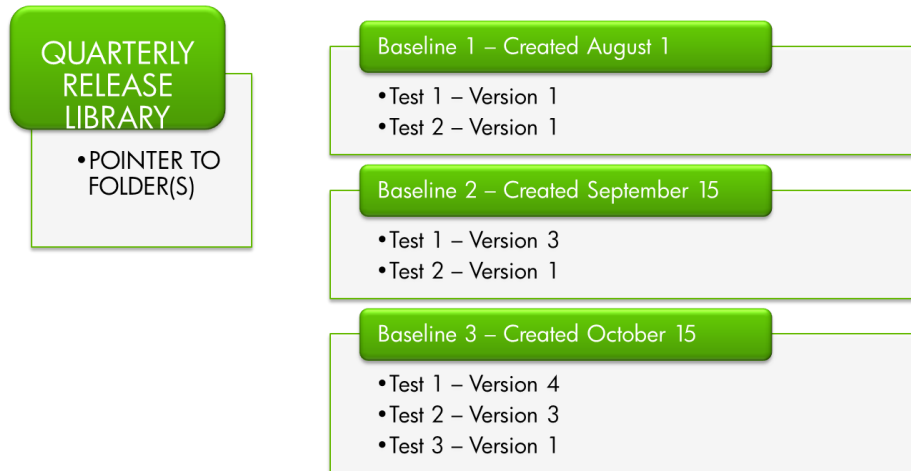 QUARTERLY
RELEASE
LIBRARY
•POINTER TO
FOLDER(S)
Baseline 1 – Created August 1
•Test 1 – Version 1
•Test 2 – Version 1
Baseline 2 – Created September 15
•Test 1 – Version 3
•Test 2 – Version 1
Baseline 3 – Created October 15
•Test 1 – Version 4
•Test 2 – Version 3
•Test 3 – Version 1